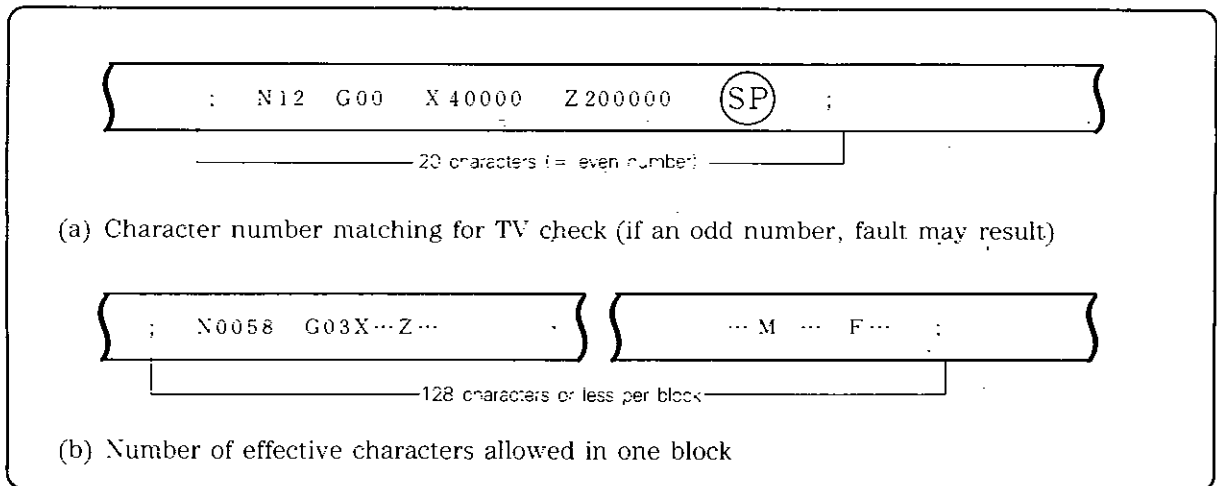 ; N12 G00 X40000 Z200000 SP ;
20 characters (= even number)
(a) Character number matching for TV check (if an odd number, fault may result)
; N0058 G03X···Z··· ··· M ··· F··· ;
128 characters or less per block
(b) Number of effective characters allowed in one block